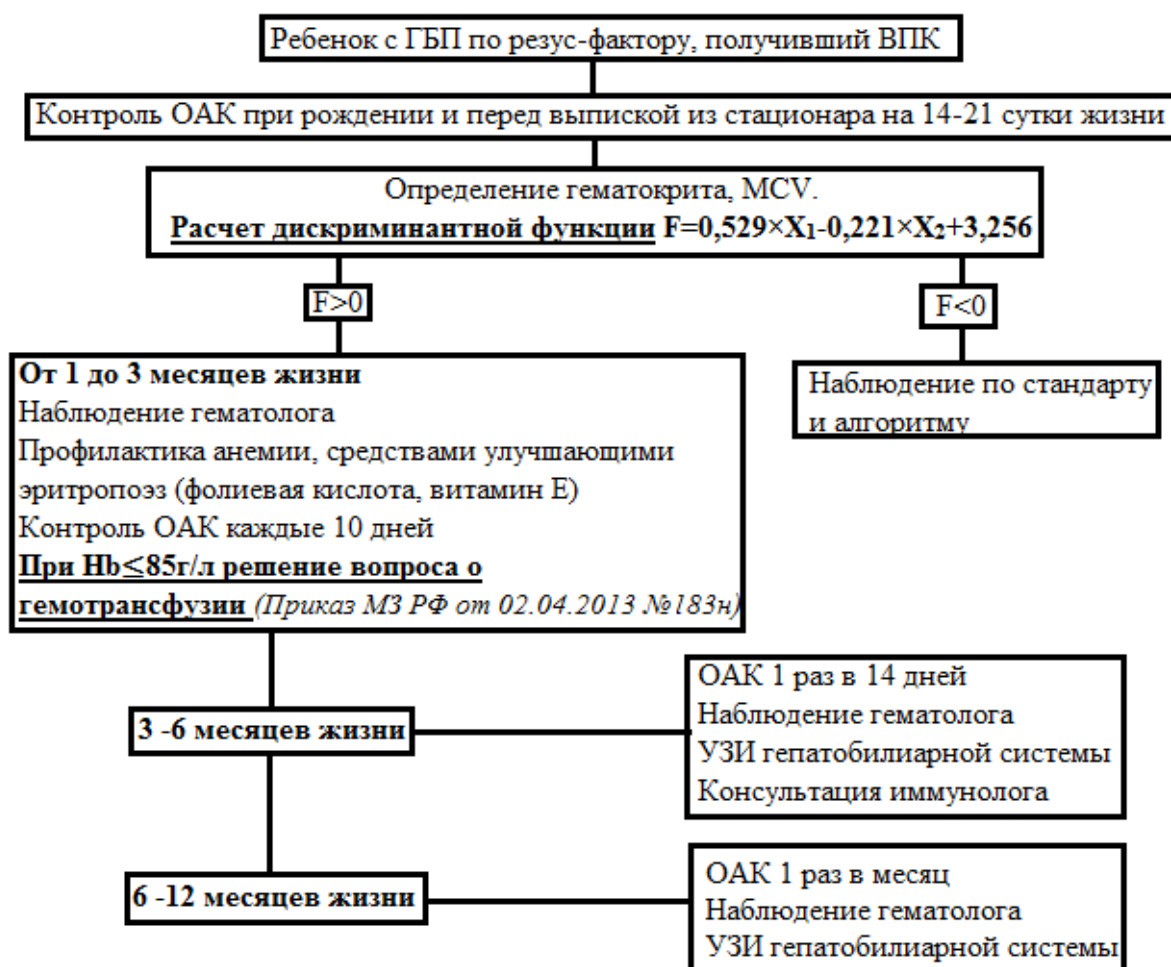 Ребенок с ГБП по резус-фактору, получивший ВПК
Контроль ОАК при рождении и перед выпиской из стационара на 14-21 сутки жизни
Определение гематокрита, MCV.
Расчет дискриминантной функции F=0,529×X1-0,221×X2+3,256
F>0
F<0
От 1 до 3 месяцев жизни
Наблюдение гематолога
Профилактика анемии, средствами улучшающими
эритропоэз (фолиевая кислота, витамин Е)
Контроль ОАК каждые 10 дней
При Hb≤85г/л решение вопроса о
гемотрансфузии (Приказ МЗ РФ от 02.04.2013 №183н)
Наблюдение по стандарту
и алгоритму
3 -6 месяцев жизни
ОАК 1 раз в 14 дней
Наблюдение гематолога
УЗИ гепатобилиарной системы
Консультация иммунолога
6 -12 месяцев жизни
ОАК 1 раз в месяц
Наблюдение гематолога
УЗИ гепатобилиарной системы